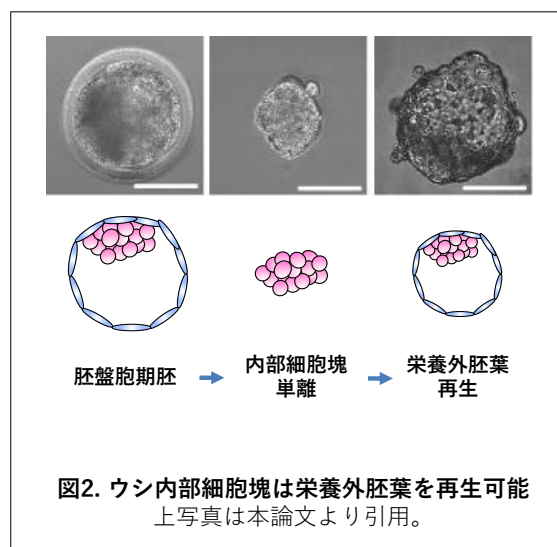 胚盤胞期胚
内部細胞塊
単離
栄養外胚葉
再生
図2. ウシ内部細胞塊は栄養外胚葉を再生可能
上写真は本論文より引用。